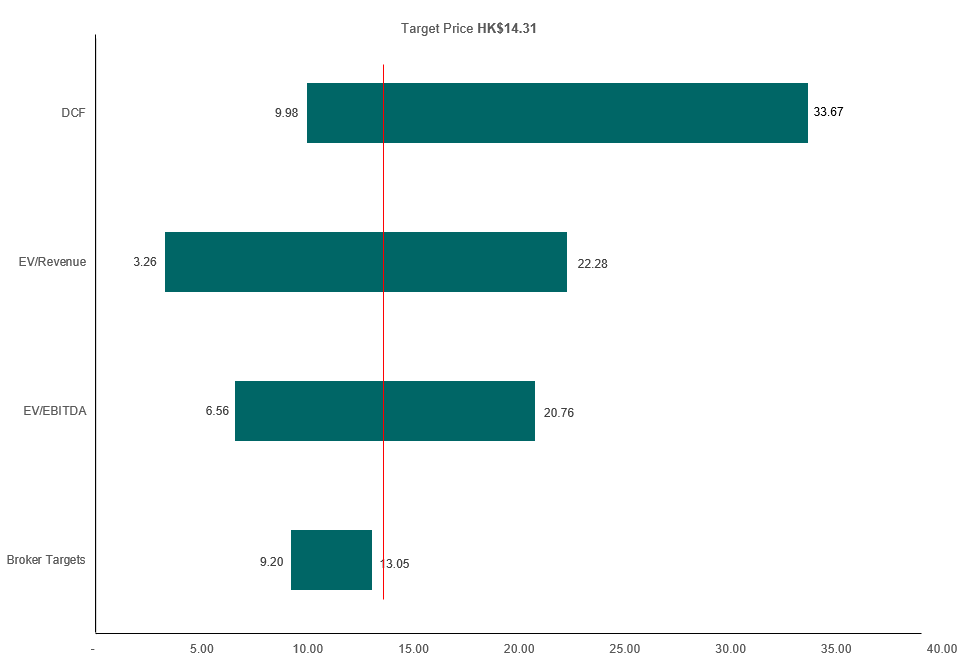 Target Price HK$14.31
DCF
9.98
33.67
EV/Revenue
3.26
22.28
EV/EBITDA
6.56
20.76
Broker Targets
9.20
13.05
- 5.00 10.00 15.00 20.00 25.00 30.00 35.00 40.00